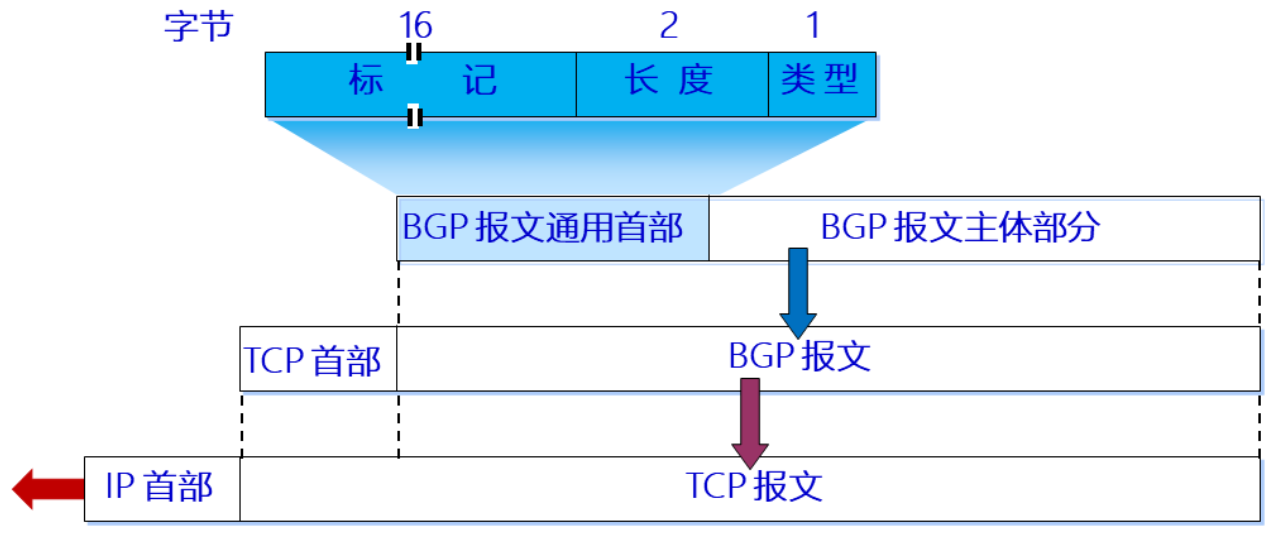 字节 16 2 1
标 记 长 度 类 型
BGP 报文通用首部 BGP 报文主体部分
TCP 首部 BGP 报文
IP 首部 TCP 报文